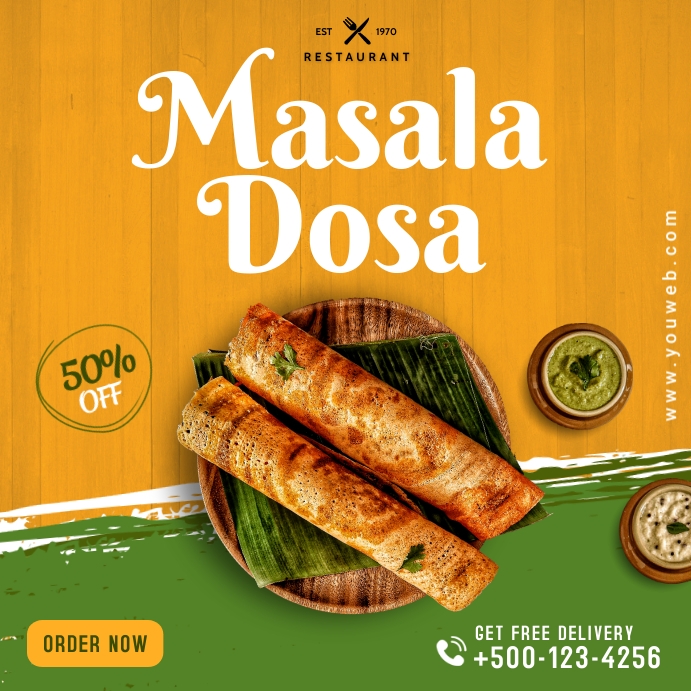 EST 1970
RESTAURANT
Masala
Dosa
www.youweb.com
50%
OFF
ORDER NOW
GET FREE DELIVERY
+500-123-4256